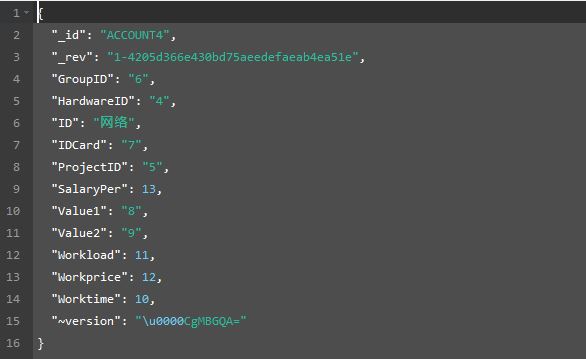 1 {
2 "_id": "ACCOUNT4",
3 "_rev": "1-4205d366e430bd75aeedefaeab4ea51e",
4 "GroupID": "6",
5 "HardwareID": "4",
6 "ID": "网络",
7 "IDCard": "7",
8 "ProjectID": "5",
9 "SalaryPer": 13,
10 "Value1": "8",
11 "Value2": "9",
12 "Workload": 11,
13 "Workprice": 12,
14 "Worktime": 10,
15 "~version": "\u0000CgMBGQA="
16 }